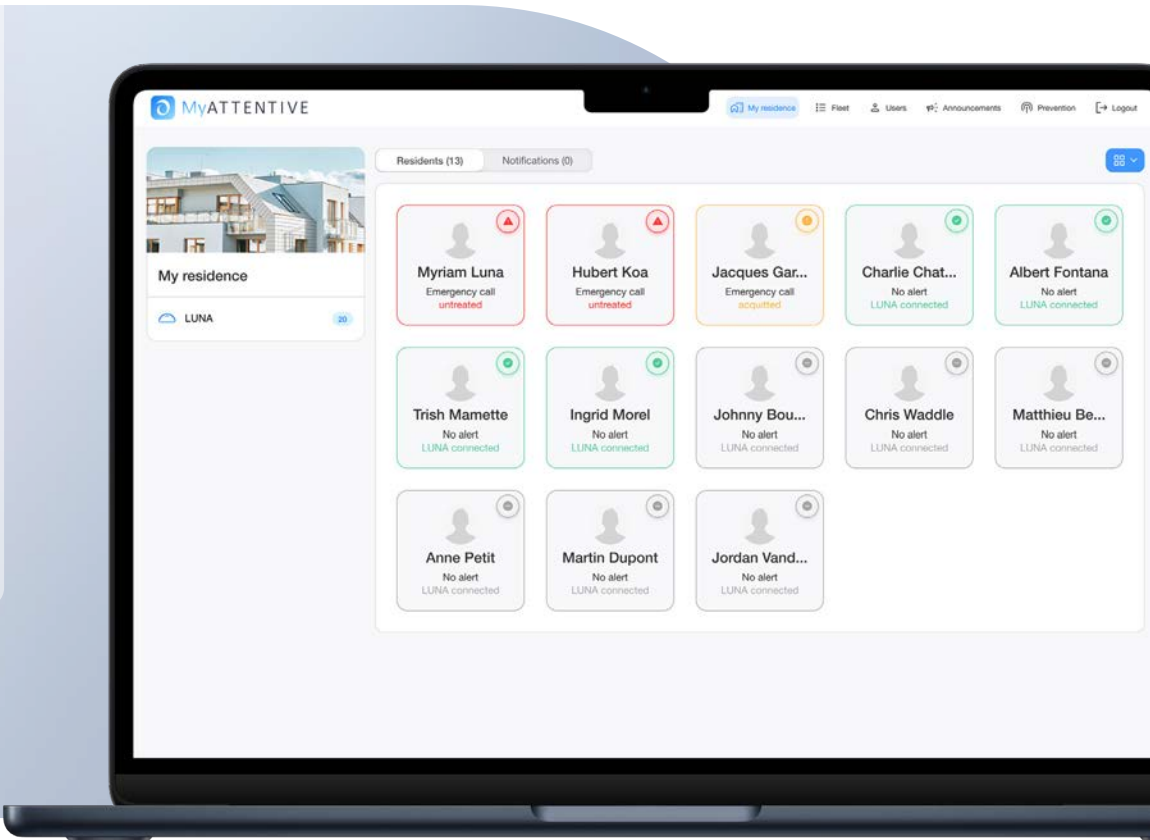 MyATTENTIVE
My residence
Fleet
Users
Announcements
Prevention
Logout
My residence
LUNA
20
Residents (13)
Notifications (0)
Myriam Luna
Emergency call
untreated
Hubert Koa
Emergency call
untreated
Jacques Gar...
Emergency call
acquitted
Charlie Chat...
No alert
LUNA connected
Albert Fontana
No alert
LUNA connected
Trish Mamette
No alert
LUNA connected
Ingrid Morel
No alert
LUNA connected
Johnny Bou...
No alert
LUNA connected
Chris Waddle
No alert
LUNA connected
Matthieu Be...
No alert
LUNA connected
Anne Petit
No alert
LUNA connected
Martin Dupont
No alert
LUNA connected
Jordan Vand...
No alert
LUNA connected